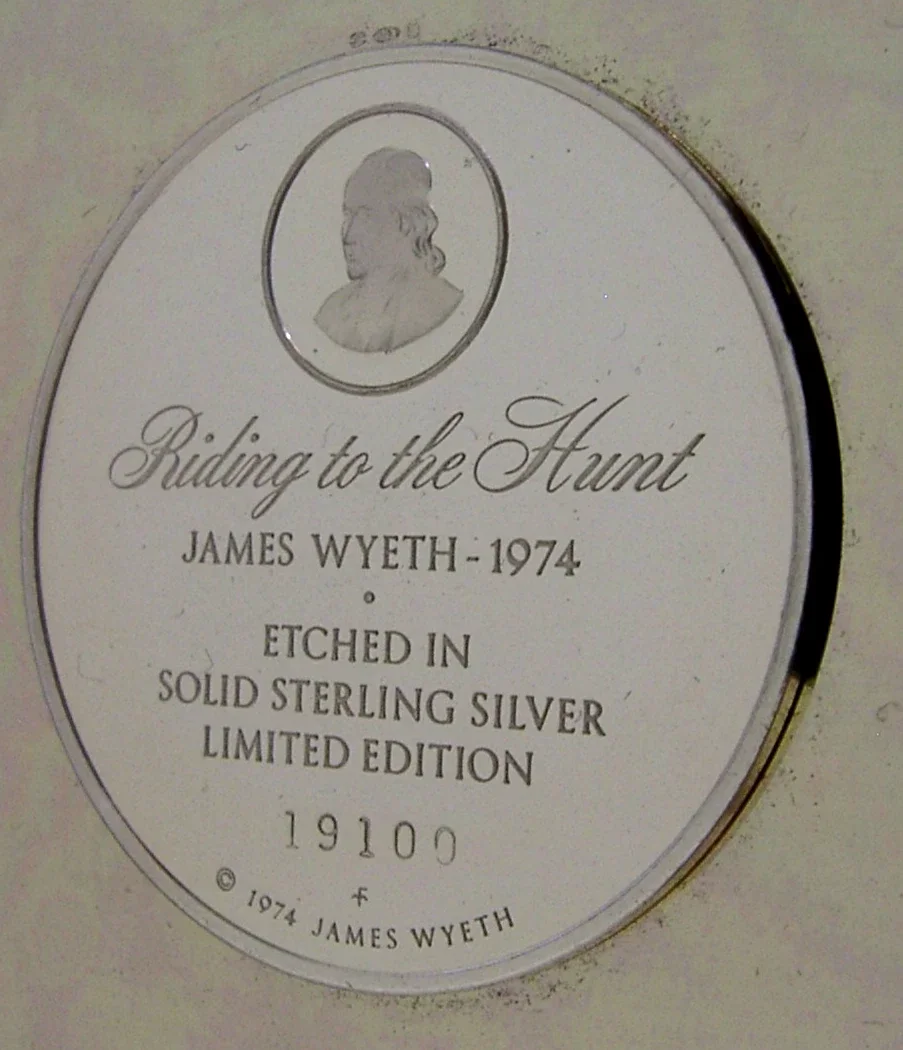 Riding to the Hunt
JAMES WYETH - 1974
ETCHED IN
SOLID STERLING SILVER
LIMITED EDITION
19100
© 1974 JAMES WYETH